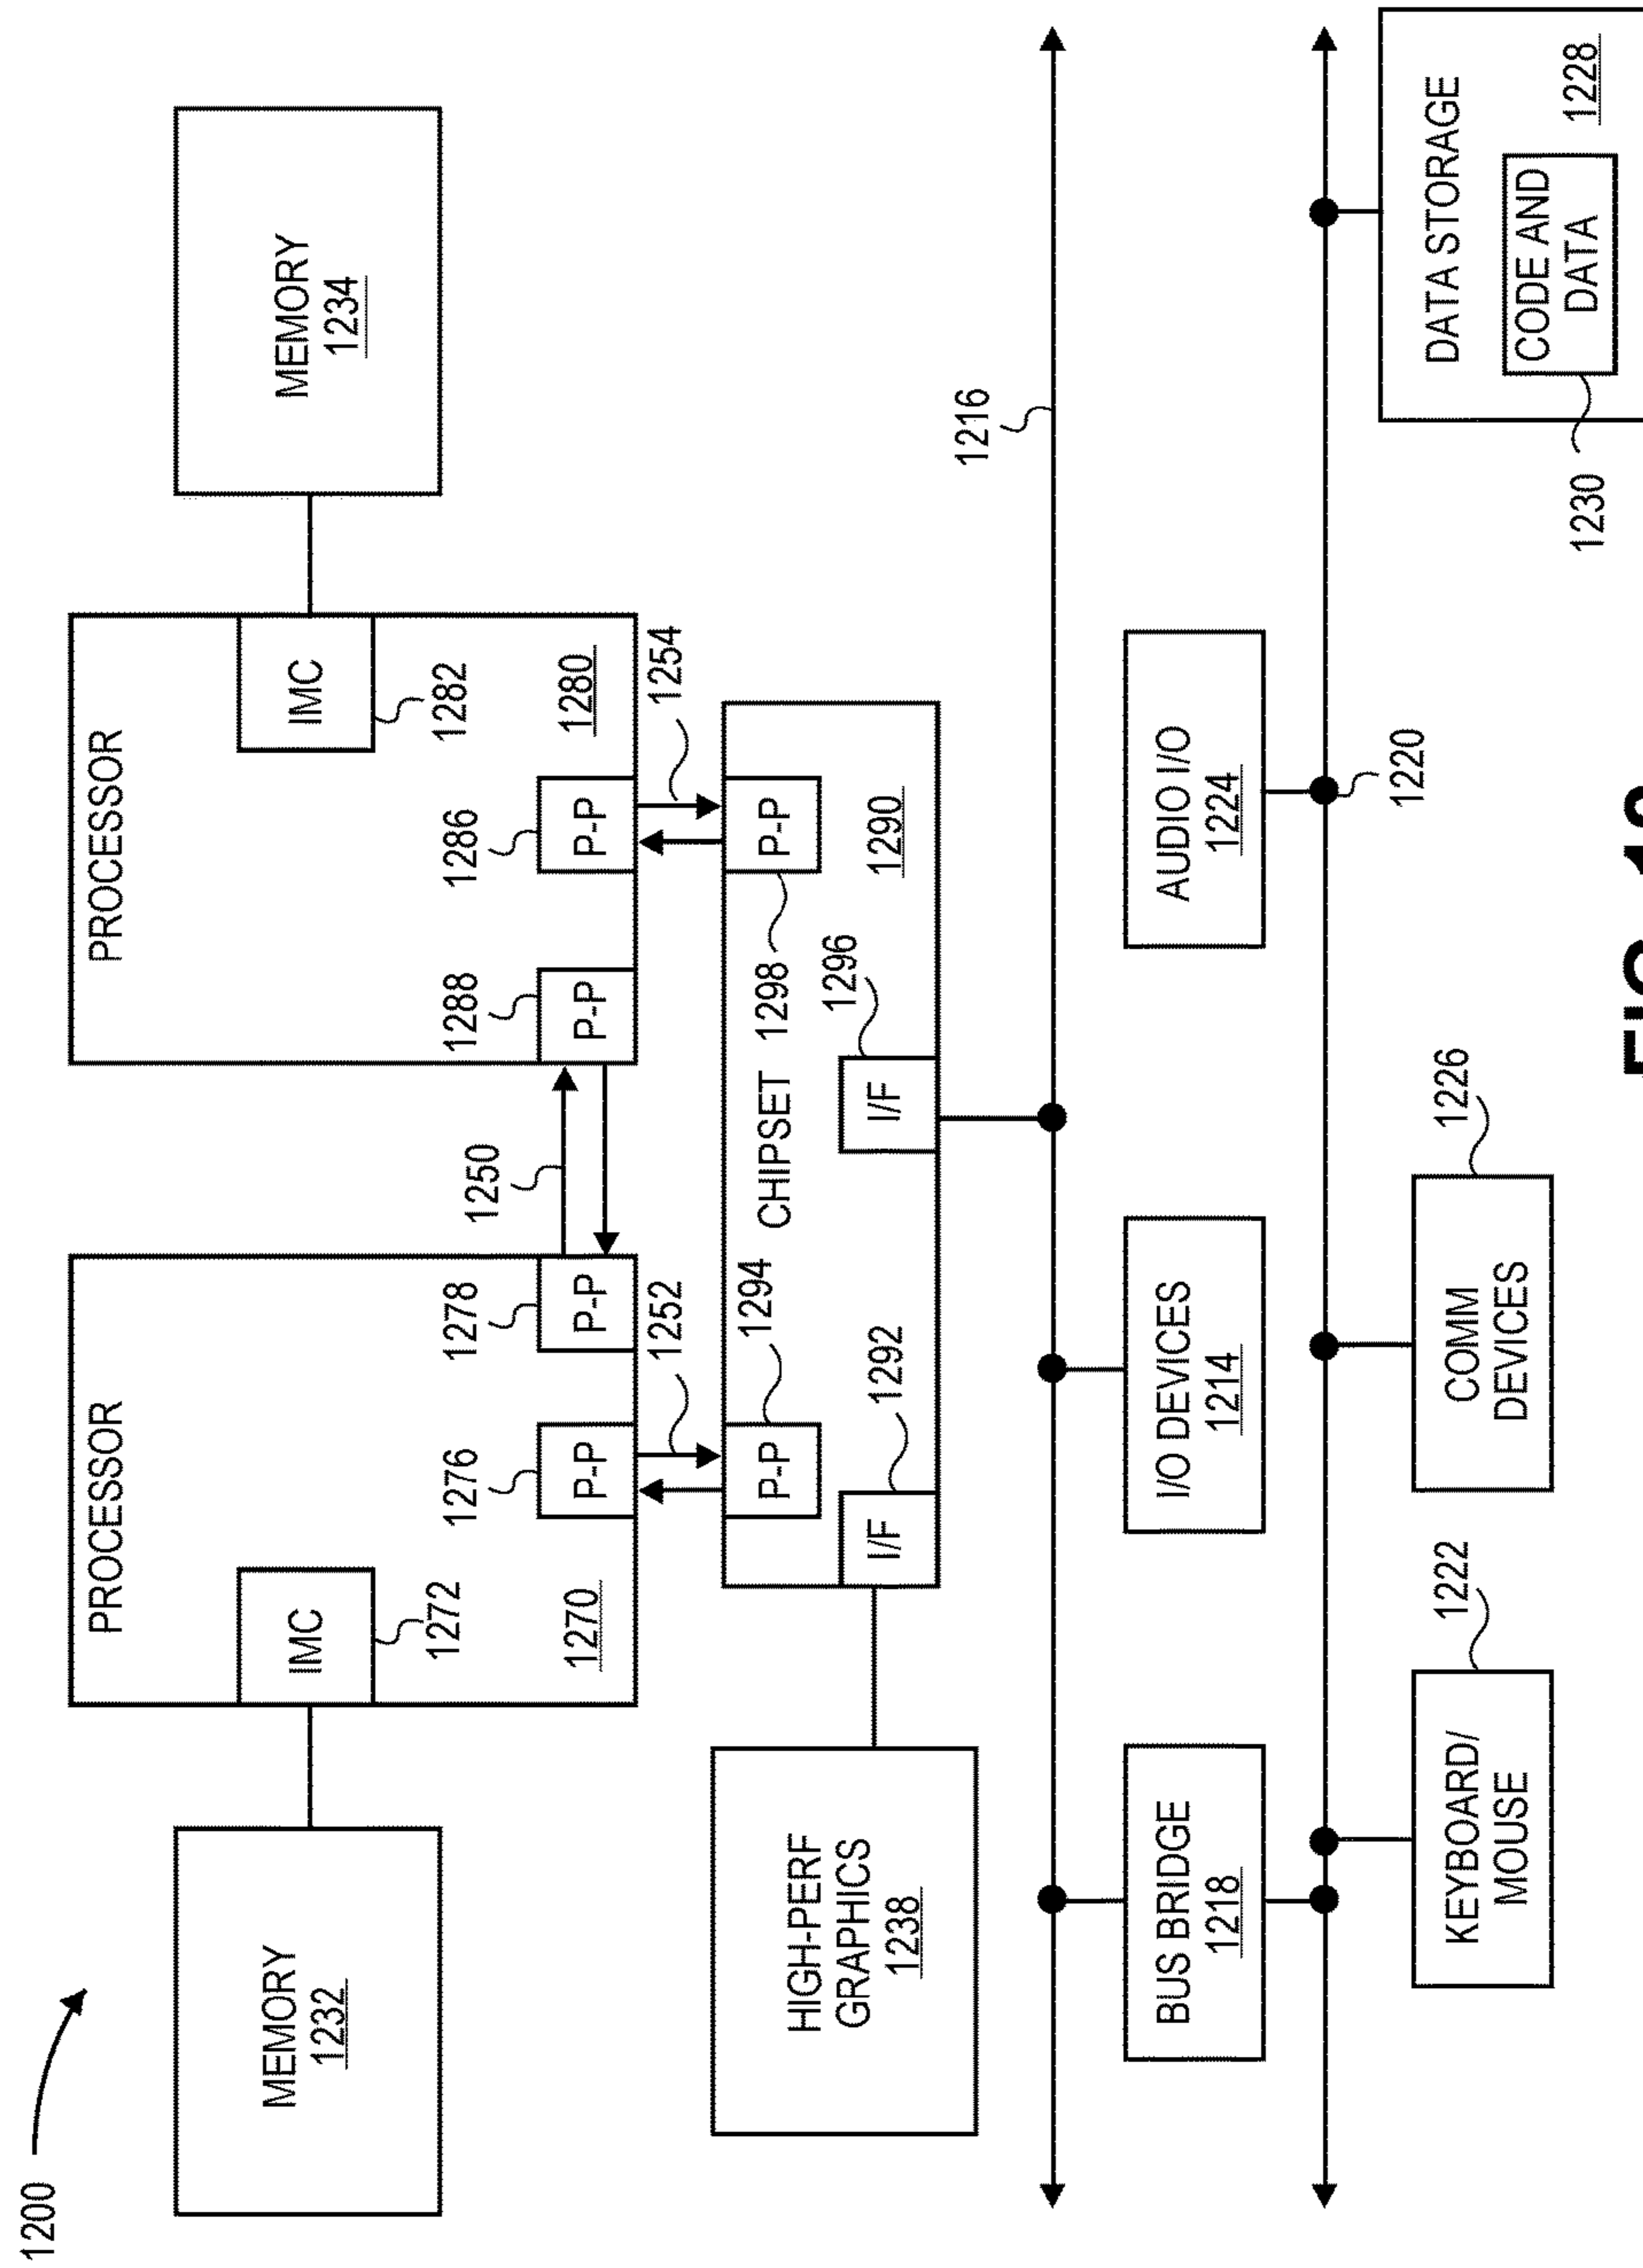 1200
PROCESSOR
PROCESSOR
MEMORY
1232
IMC
1272
IMC
1282
MEMORY
1234
1270
1276
P-P
1278
P-P
1250
1288
P-P
1286
P-P
1280
1252
1254
HIGH-PERF
GRAPHICS
1238
P-P
1294
CHIPSET
1298
P-P
I/F
1292
I/F
1296
1290
1216
BUS BRIDGE
1218
I/O DEVICES
1214
AUDIO I/O
1224
1220
KEYBOARD/
MOUSE
1222
COMM
DEVICES
1226
DATA STORAGE
CODE AND
DATA
1228
1230